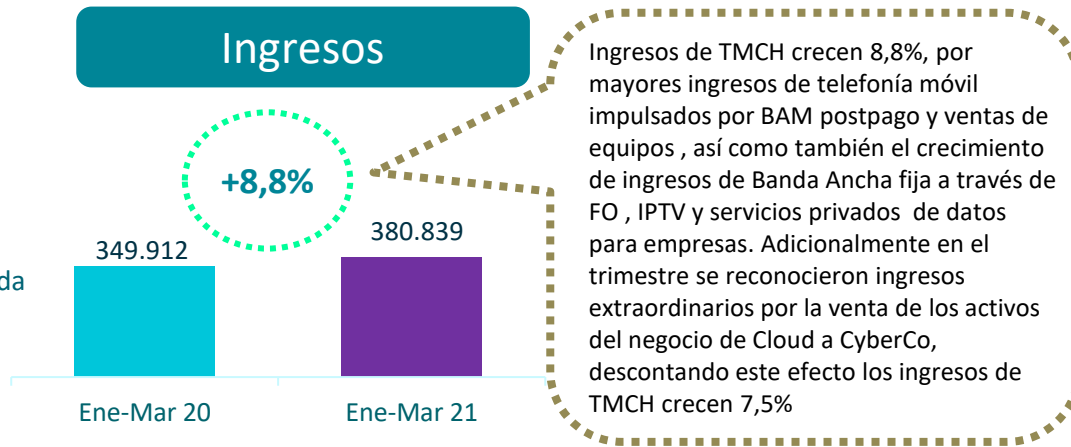 Ingresos
+8,8%
349.912
380.839
da
Ene-Mar 20
Ene-Mar 21
Ingresos de TMCH crecen 8,8%, por
mayores ingresos de telefonía móvil
impulsados por BAM postpago y ventas de
equipos , así como también el crecimiento
de ingresos de Banda Ancha fija a través de
FO , IPTV y servicios privados  de datos
para empresas. Adicionalmente en el
trimestre se reconocieron ingresos
extraordinarios por la venta de los activos
del negocio de Cloud a CyberCo,
descontando este efecto los ingresos de
TMCH crecen 7,5%